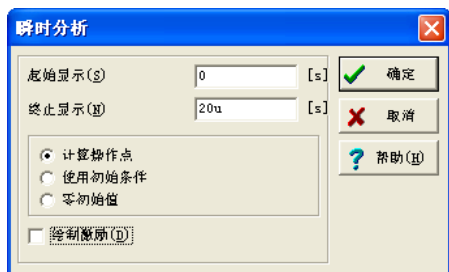 瞬时分析
起始显示(S) 0 [s]
终止显示(N) 20u [s]
计算操作点
使用初始条件
零初始值
绘制激励(D)
确定
取消
帮助(H)